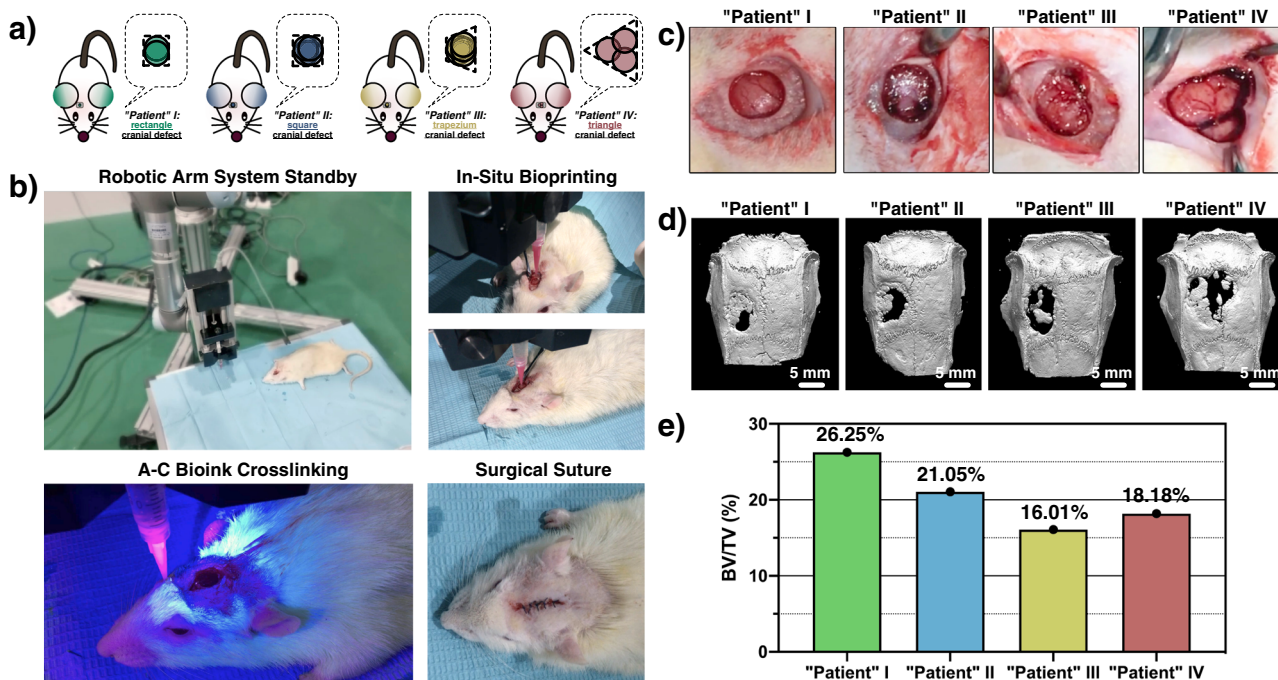 a)
"Patient" I:
rectangle
cranial defect
"Patient" II:
square
cranial defect
"Patient" III:
trapezium
cranial defect
"Patient" IV:
triangle
cranial defect
b)
Robotic Arm System Standby
In-Situ Bioprinting
A-C Bioink Crosslinking
Surgical Suture
c)
"Patient" I
"Patient" II
"Patient" III
"Patient" IV
d)
"Patient" I
"Patient" II
"Patient" III
"Patient" IV
5 mm
5 mm
5 mm
5 mm
e)
BV/TV (%)
30
20
10
0
26.25%
21.05%
16.01%
18.18%
"Patient" I
"Patient" II
"Patient" III
"Patient" IV